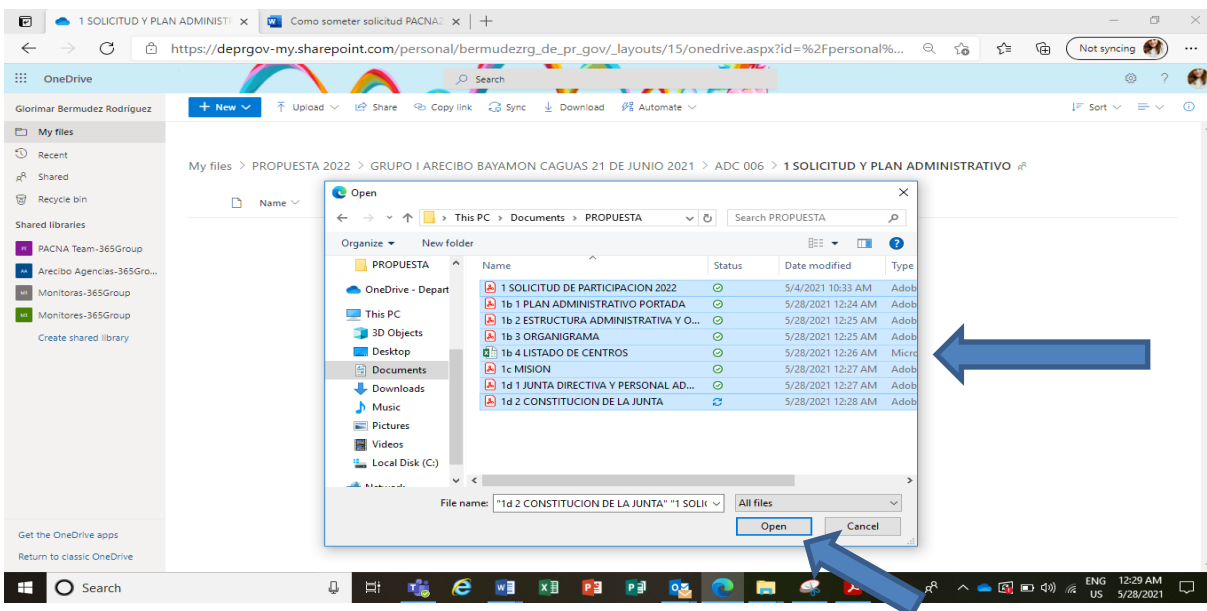 1 SOLICITUD Y PLAN ADMINIST
Como someter solicitud PACNA2
https://deprgov-my.sharepoint.com/personal/bermudezrg_de_pr_gov/_layouts/15/onedrive.aspx?id=%2Fpersonal%...
Not syncing
OneDrive
Search
Glorimar Bermudez Rodríguez
New
Upload
Share
Copy link
Sync
Download
Automate
Sort
My files
Recent
Shared
Recycle bin
Shared libraries
PACNA Team-365Group
Arecibo Agencias-365Gro...
Monitoras-365Group
Monitores-365Group
Create shared library
Get the OneDrive apps
Return to classic OneDrive
My files > PROPUESTA 2022 > GRUPO I ARECIBO BAYAMON CAGUAS 21 DE JUNIO 2021 > ADC 006 > 1 SOLICITUD Y PLAN ADMINISTRATIVO
Name
Open
This PC > Documents > PROPUESTA
Search PROPUESTA
Organize
New folder
PROPUESTA
OneDrive - Depart
This PC
3D Objects
Desktop
Documents
Downloads
Music
Pictures
Videos
Local Disk (C:)
Name Status Date modified Type
1 SOLICITUD DE PARTICIPACION 2022 5/4/2021 10:33 AM Adob
1b 1 PLAN ADMINISTRATIVO PORTADA 5/28/2021 12:24 AM Adob
1b 2 ESTRUCTURA ADMINISTRATIVA Y O... 5/28/2021 12:25 AM Adob
1b 3 ORGANIGRAMA 5/28/2021 12:25 AM Adob
1b 4 LISTADO DE CENTROS 5/28/2021 12:26 AM Micro
1c MISION 5/28/2021 12:27 AM Adob
1d 1 JUNTA DIRECTIVA Y PERSONAL AD... 5/28/2021 12:27 AM Adob
1d 2 CONSTITUCION DE LA JUNTA 5/28/2021 12:28 AM Adob
File name: "1d 2 CONSTITUCION DE LA JUNTA" "1 SOLI
All files
Open
Cancel
Search
ENG
US
12:29 AM
5/28/2021